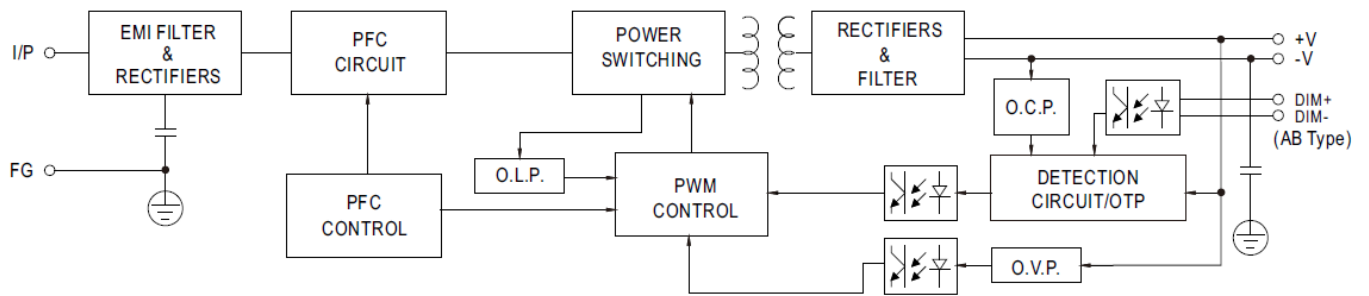 I/P
EMI FILTER
&
RECTIFIERS
PFC
CIRCUIT
POWER
SWITCHING
RECTIFIERS
&
FILTER
+V
-V
O.C.P.
DIM+
DIM-
(AB Type)
FG
O.L.P.
PFC
CONTROL
PWM
CONTROL
DETECTION
CIRCUIT/OTP
O.V.P.